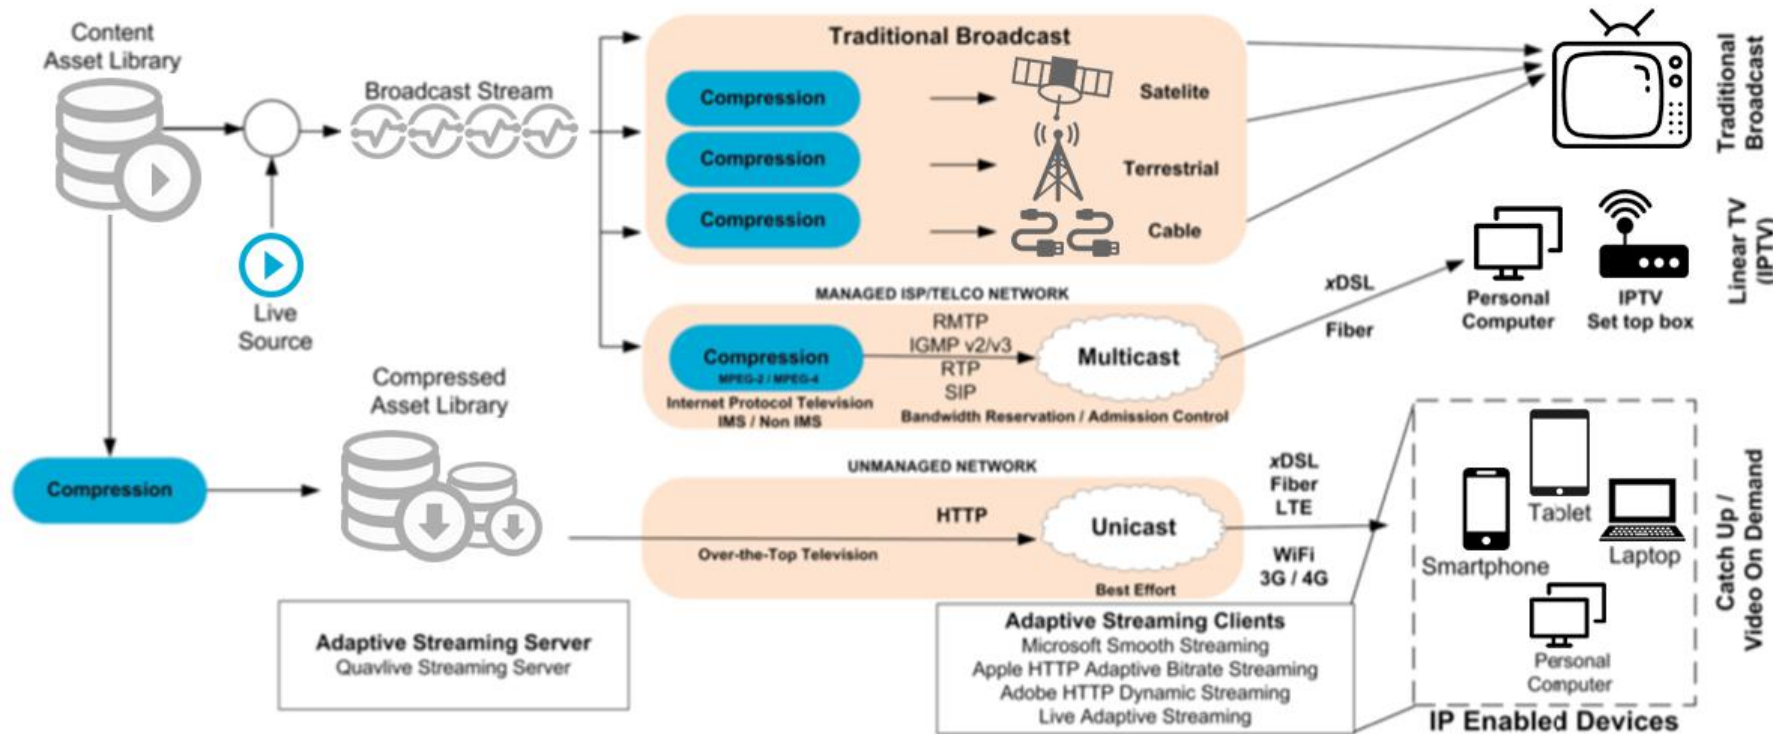 Content
Asset Library
Broadcast Stream
Live
Source
Traditional Broadcast
Compression
Satelite
Compression
Terrestrial
Compression
Cable
Traditional
Broadcast
MANAGED ISP/TELCO NETWORK
Compression
MPEG-2 / MPEG-4
RMTP
IGMP v2/v3
RTP
SIP
Multicast
Internet Protocol Television
IMS / Non IMS
Bandwidth Reservation / Admission Control
xDSL
Fiber
Personal
Computer
IPTV
Set top box
Linear TV
(IPTV)
Compression
Compressed
Asset Library
UNMANAGED NETWORK
HTTP
Over-the-Top Television
Unicast
Best Effort
xDSL
Fiber
LTE
WiFi
3G / 4G
Tablet
Smartphone
Laptop
Personal
Computer
IP Enabled Devices
Catch Up /
Video On Demand
Adaptive Streaming Server
Quavlive Streaming Server
Adaptive Streaming Clients
Microsoft Smooth Streaming
Apple HTTP Adaptive Bitrate Streaming
Adobe HTTP Dynamic Streaming
Live Adaptive Streaming